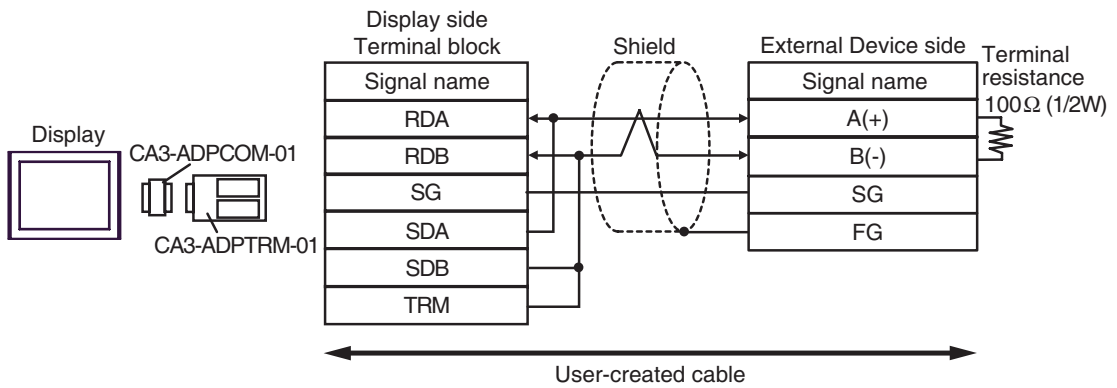 Display side
Terminal block
Shield
External Device side
Terminal
resistance
100Ω (1/2W)
Signal name
Signal name
RDA
A(+)
Display
CA3-ADPCOM-01
RDB
B(-)
SG
SG
CA3-ADPTRM-01
SDA
FG
SDB
TRM
User-created cable